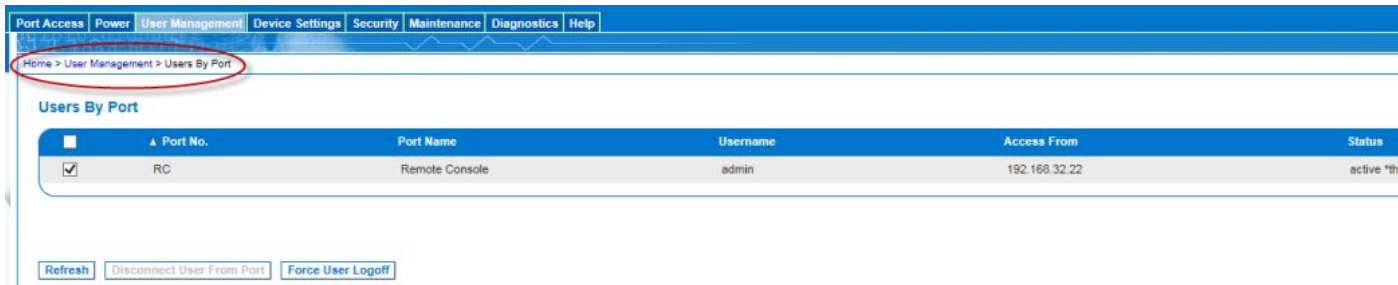 Port Access Power User Management Device Settings Security Maintenance Diagnostics Help
Home > User Management > Users By Port
Users By Port
▲ Port No. Port Name Username Access From Status
RC Remote Console admin 192.168.32.22 active *th
Refresh Disconnect User From Port Force User Logoff